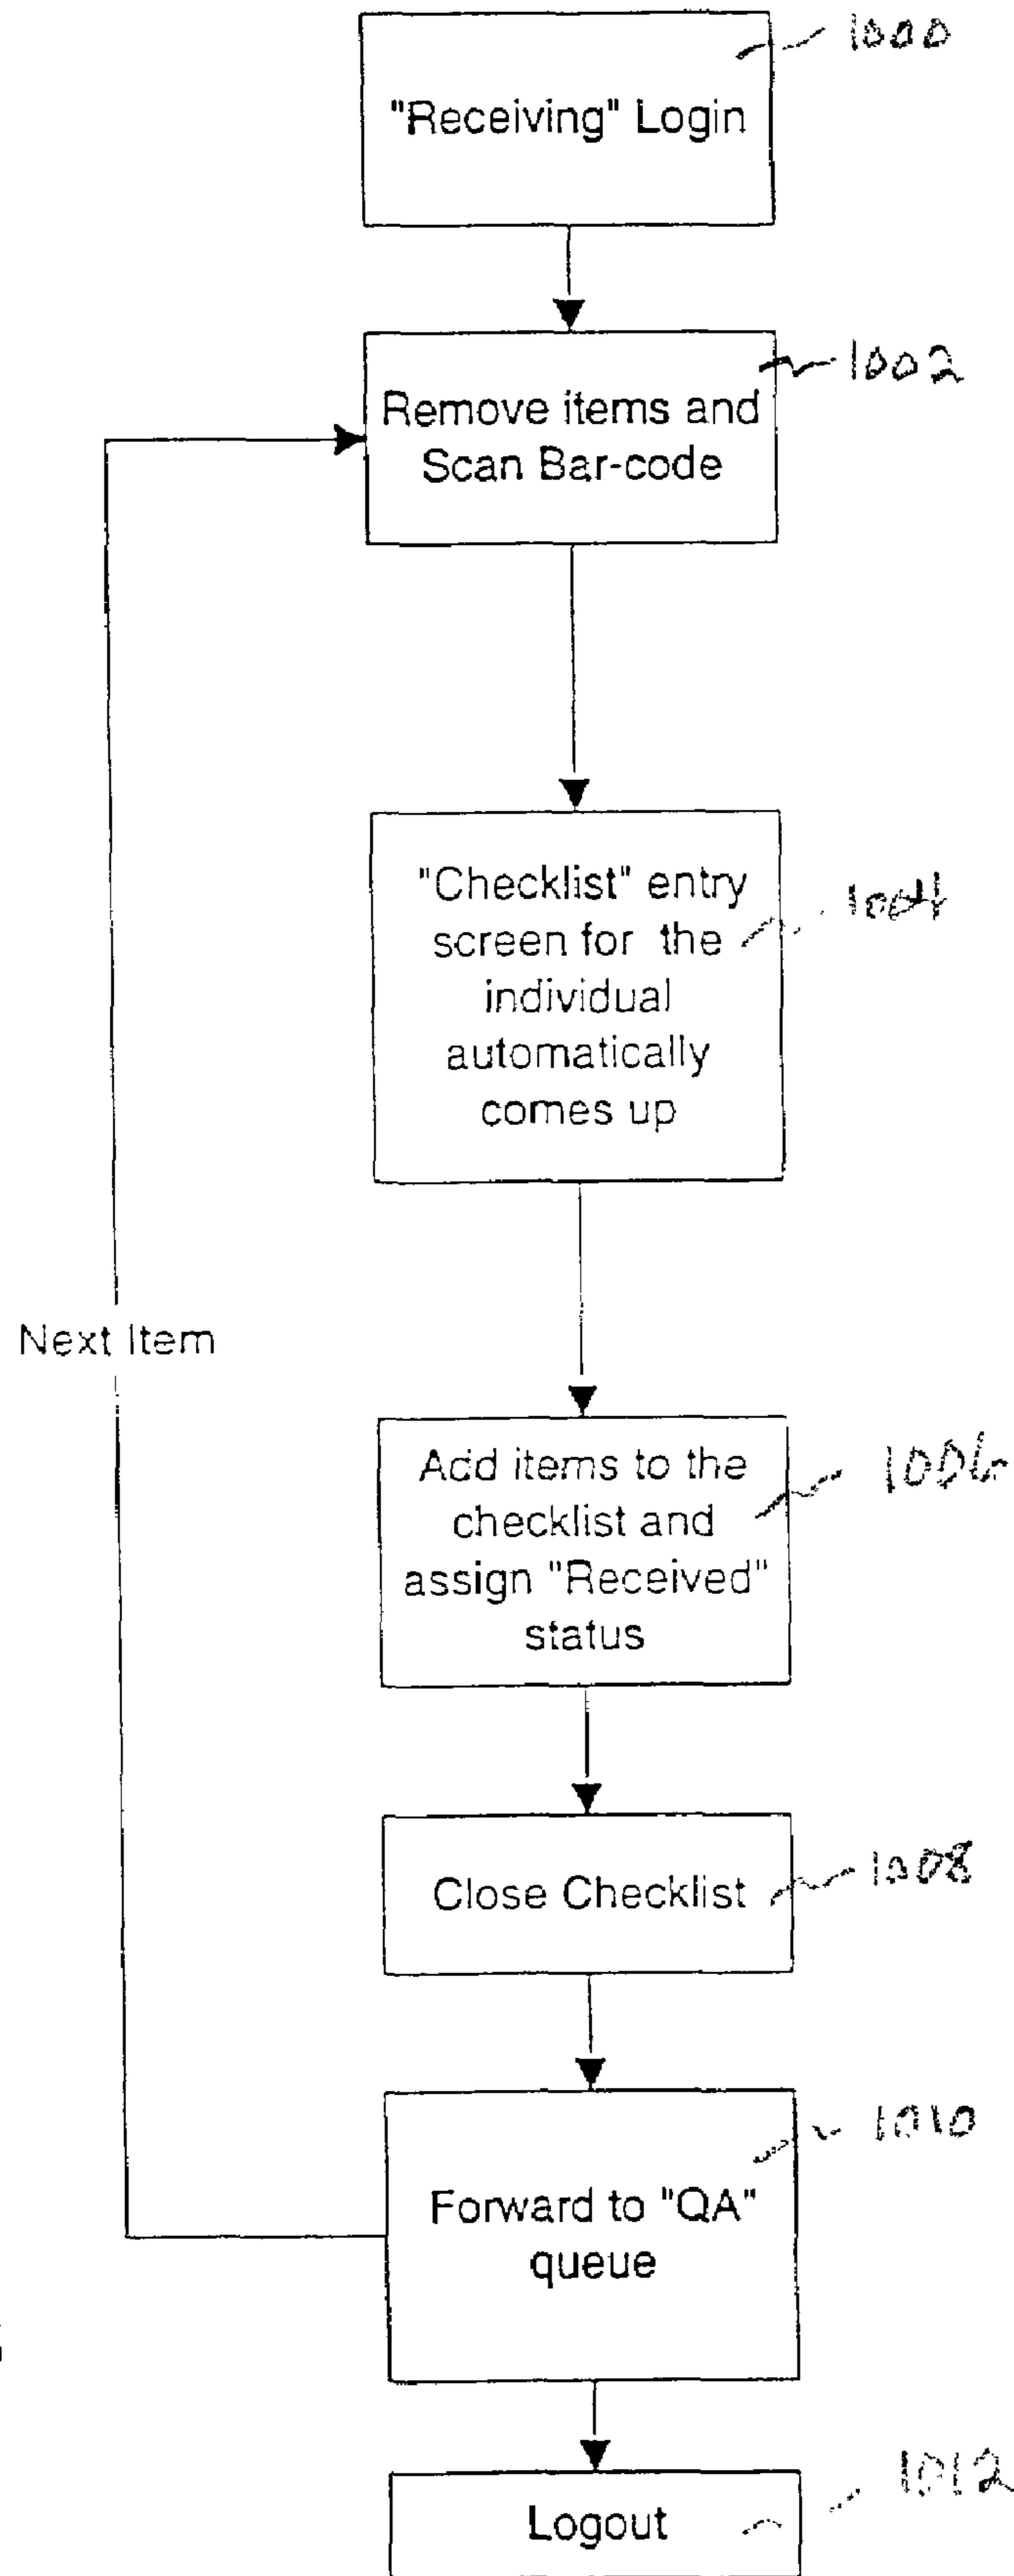 "Receiving" Login
1000
Remove items and
Scan Bar-code
1002
"Checklist" entry
screen for the
individual
automatically
comes up
1004
Next Item
Add items to the
checklist and
assign "Received"
status
1006
Close Checklist
1008
Forward to "QA"
queue
1010
Logout
1012